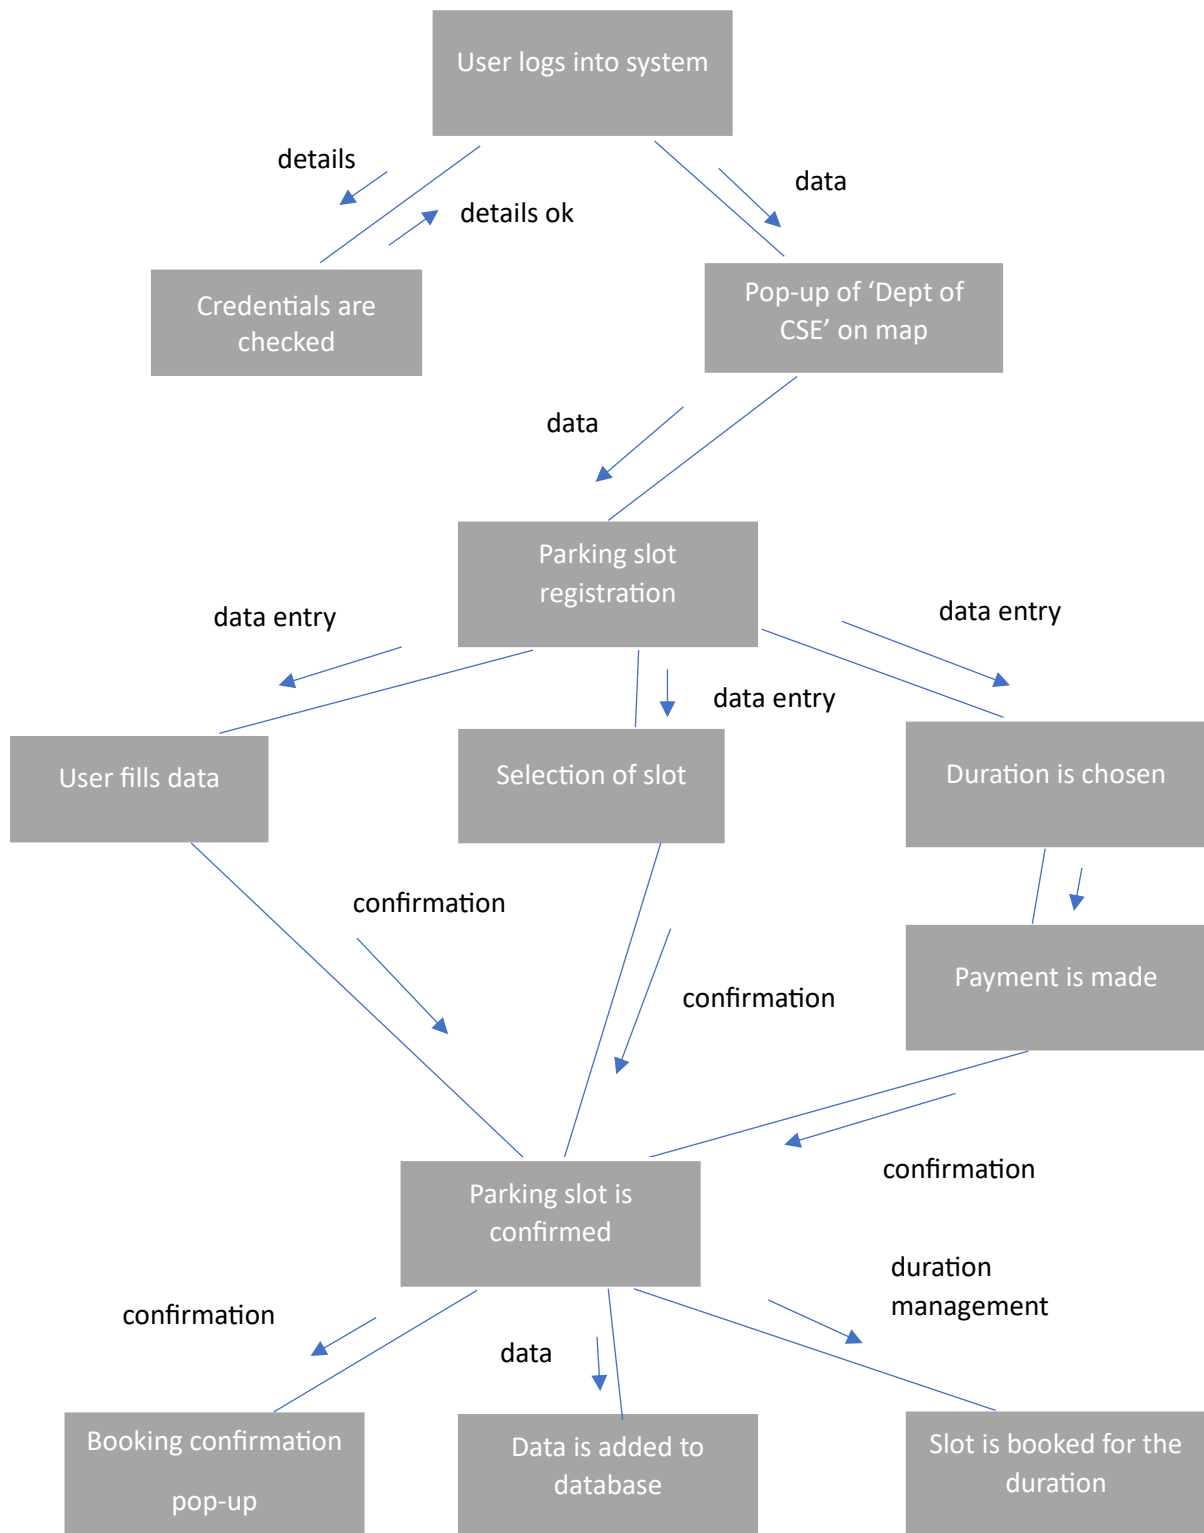 User logs into system
details
data
details ok
Credentials are
checked
Pop-up of ‘Dept of
CSE’ on map
data
Parking slot
registration
data entry
data entry
data entry
User fills data
Selection of slot
Duration is chosen
confirmation
Payment is made
confirmation
confirmation
Parking slot is
confirmed
duration
management
confirmation
data
Booking confirmation
pop-up
Data is added to
database
Slot is booked for the
duration